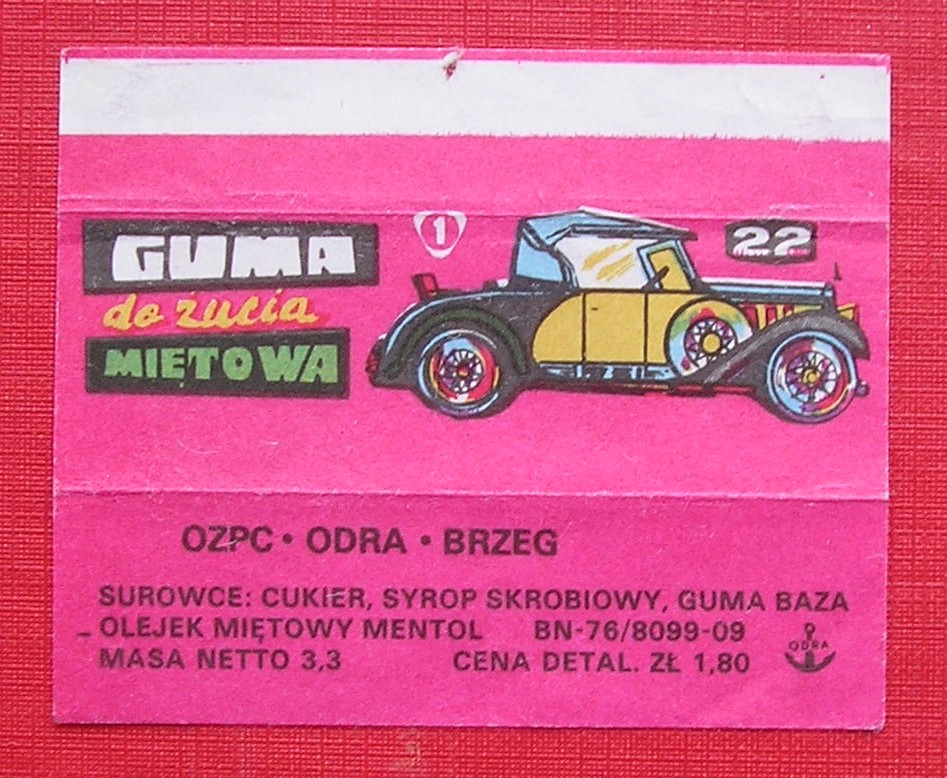 GUMA
do żucia
MIĘTOWA
1
22
OZPC • ODRA • BRZEG
SUROWCE: CUKIER, SYROP SKROBIOWY, GUMA BAZA
OLEJEK MIĘTOWY MENTOL BN-76/8099-09
MASA NETTO 3,3 CENA DETAL. ZŁ 1,80
ODRA